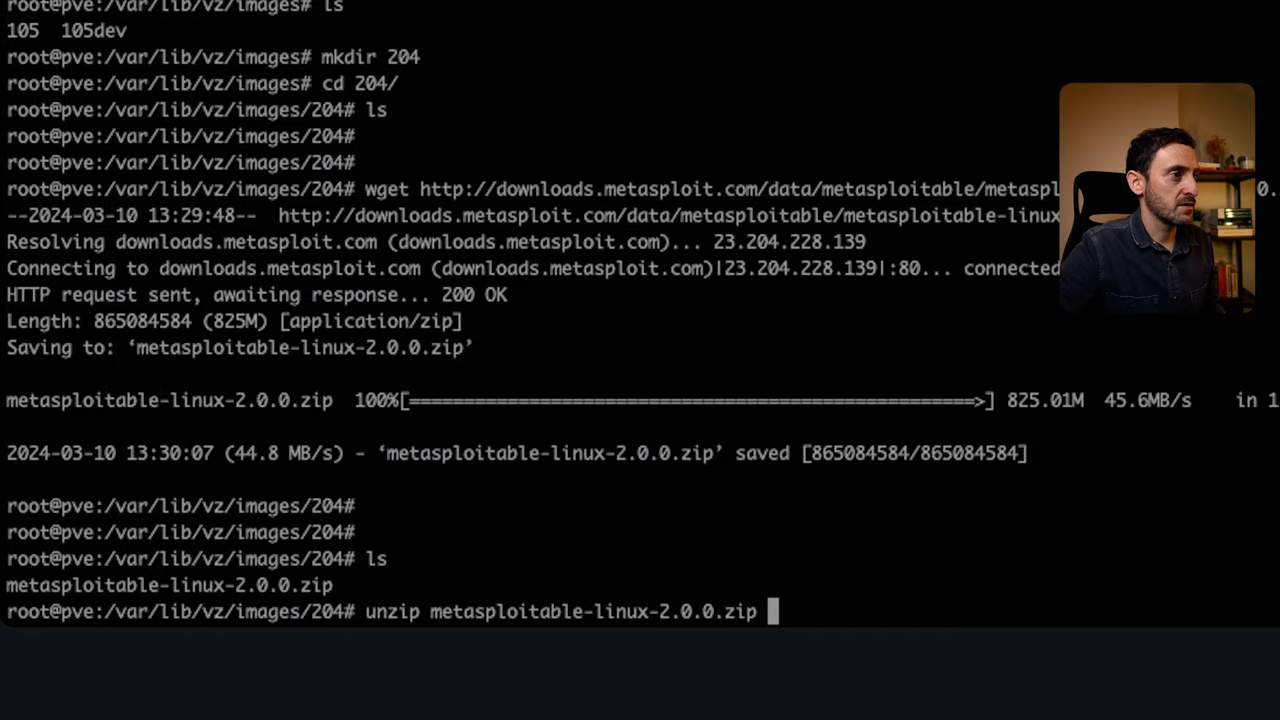 root@pve:/var/lib/vz/images# ls
105  105dev
root@pve:/var/lib/vz/images# mkdir 204
root@pve:/var/lib/vz/images# cd 204/
root@pve:/var/lib/vz/images/204# ls
root@pve:/var/lib/vz/images/204#
root@pve:/var/lib/vz/images/204#
root@pve:/var/lib/vz/images/204# wget http://downloads.metasploit.com/data/metasploitable/metaspl 0.
--2024-03-10 13:29:48--  http://downloads.metasploit.com/data/metasploitable/metasploitable-linux
Resolving downloads.metasploit.com (downloads.metasploit.com)... 23.204.228.139
Connecting to downloads.metasploit.com (downloads.metasploit.com)|23.204.228.139|:80... connected
HTTP request sent, awaiting response... 200 OK
Length: 865084584 (825M) [application/zip]
Saving to: ‘metasploitable-linux-2.0.0.zip’
metasploitable-linux-2.0.0.zip  100%[====================================================>] 825.01M  45.6MB/s    in 1
2024-03-10 13:30:07 (44.8 MB/s) - ‘metasploitable-linux-2.0.0.zip’ saved [865084584/865084584]
root@pve:/var/lib/vz/images/204#
root@pve:/var/lib/vz/images/204#
root@pve:/var/lib/vz/images/204# ls
metasploitable-linux-2.0.0.zip
root@pve:/var/lib/vz/images/204# unzip metasploitable-linux-2.0.0.zip